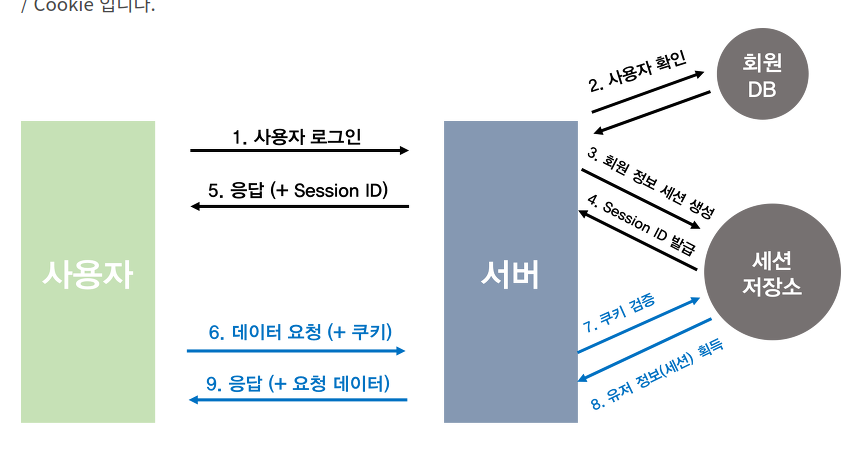 / Cookie 입니다.
회원
DB
2. 사용자 확인
1. 사용자 로그인
3. 회원 정보 세션 생성
5. 응답 (+ Session ID)
4. Session ID 발급
사용자
서버
세션
저장소
6. 데이터 요청 (+ 쿠키)
7. 쿠키 검증
9. 응답 (+ 요청 데이터)
8. 유저 정보(세션) 획득